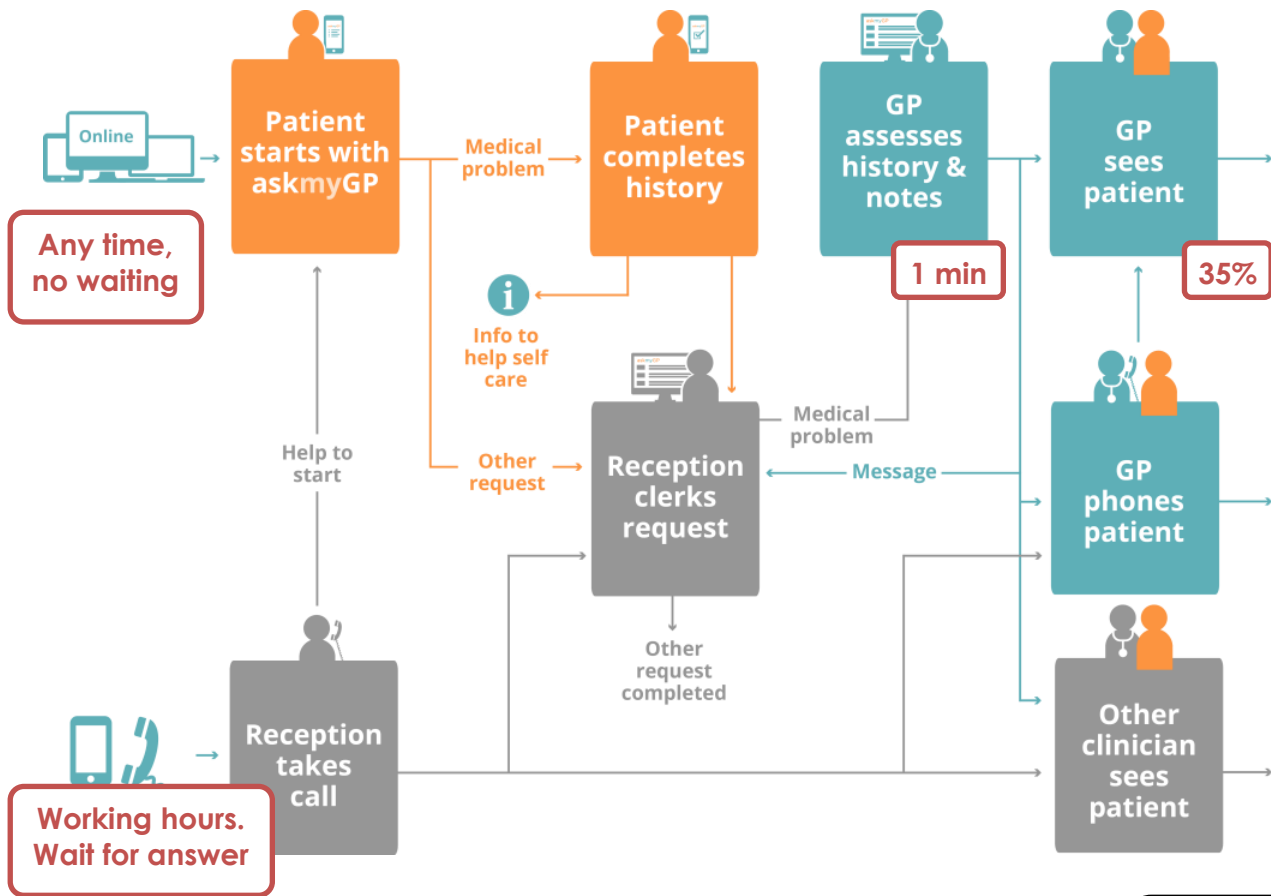 Online
Any time,
no waiting
Patient
starts with
askmyGP
Medical
problem
Patient
completes
history
GP
assesses
history &
notes
1 min
GP
sees
patient
35%
Info to
help self
care
Help to
start
Other
request
Reception
clerks
request
Medical
problem
Message
GP
phones
patient
Other
request
completed
Reception
takes
call
Working hours.
Wait for answer
Other
clinician
sees
patient